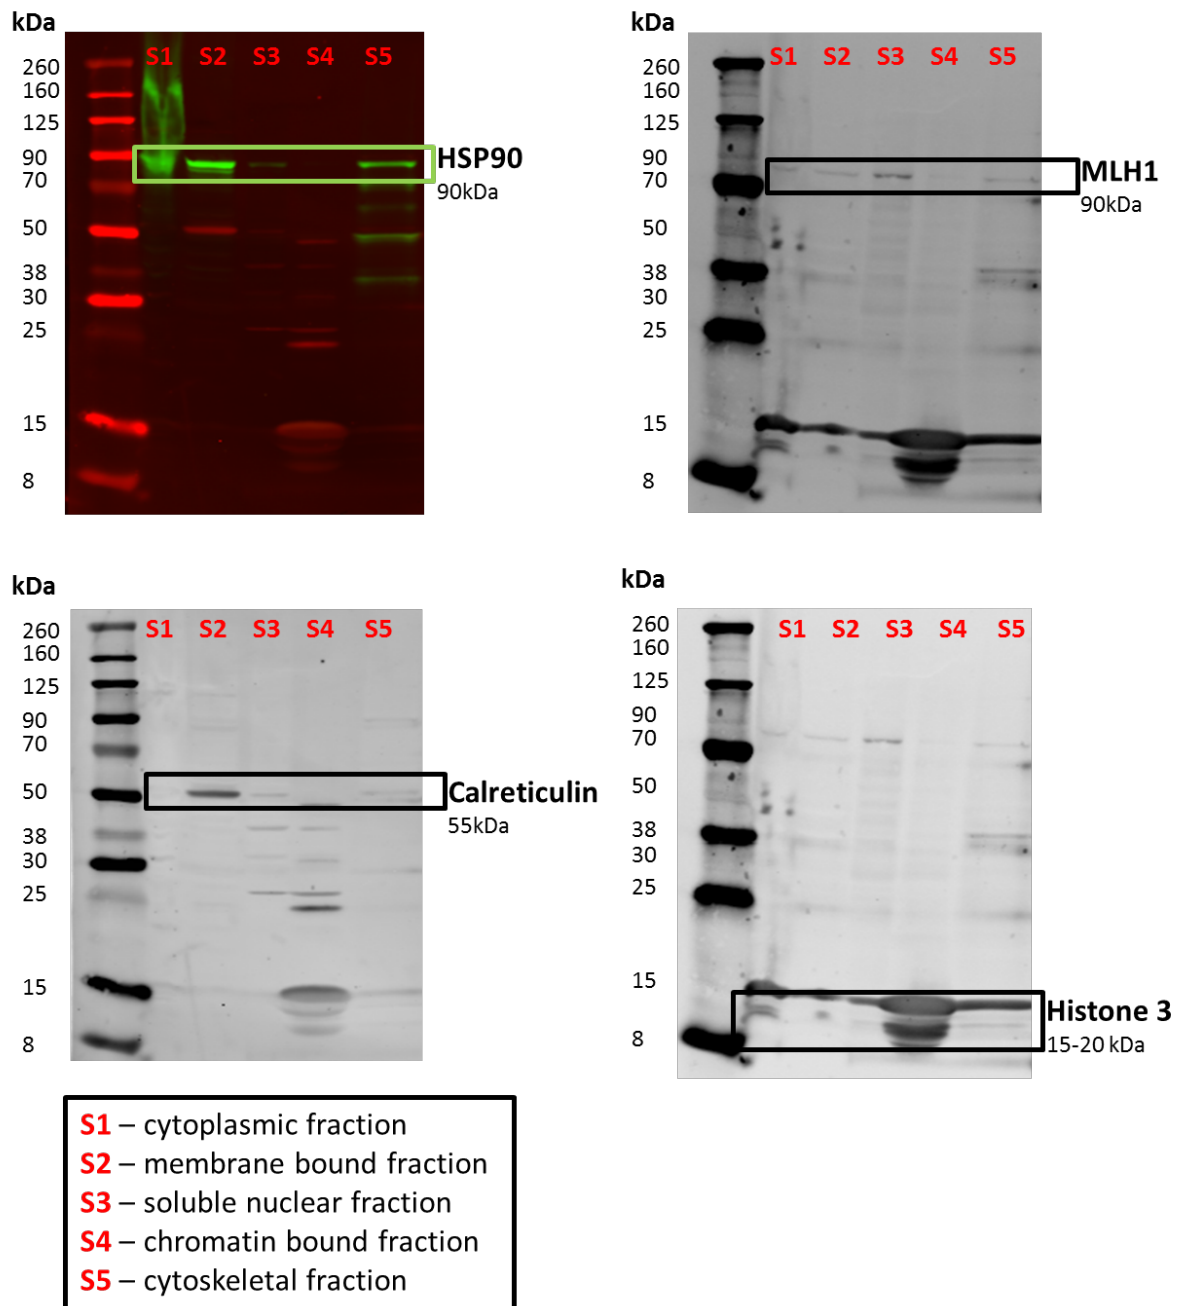 kDa
S1 S2 S3 S4 S5
260
160
125
90
70
50
38
30
25
15
8
HSP90
90kDa
kDa
S1 S2 S3 S4 S5
260
160
125
90
70
50
38
30
25
15
8
MLH1
90kDa
kDa
S1 S2 S3 S4 S5
260
160
125
90
70
50
38
30
25
15
8
Calreticulin
55kDa
kDa
S1 S2 S3 S4 S5
260
160
125
90
70
50
38
30
25
15
8
Histone 3
15-20 kDa
S1 – cytoplasmic fraction
S2 – membrane bound fraction
S3 – soluble nuclear fraction
S4 – chromatin bound fraction
S5 – cytoskeletal fraction